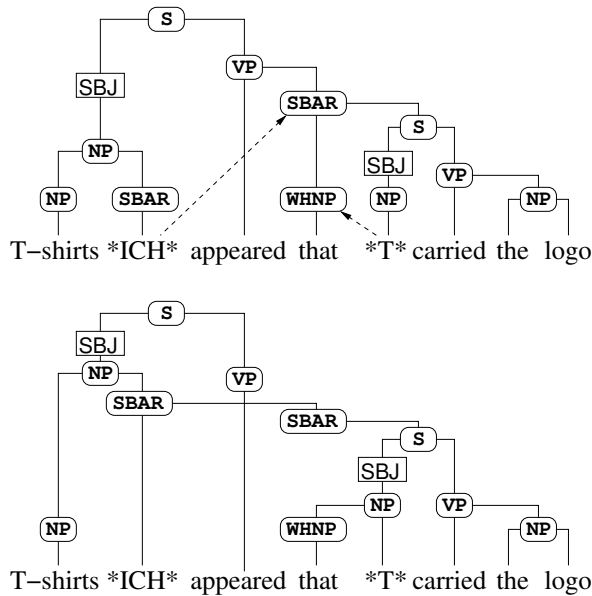 S
VP
SBJ
SBAR
S
NP
SBJ
VP
NP SBAR WHNP NP NP
T–shirts *ICH* appeared that *T* carried the logo
S
SBJ
NP VP
SBAR
SBAR
S
SBJ
NP VP
NP WHNP NP
T–shirts *ICH* appeared that *T* carried the logo